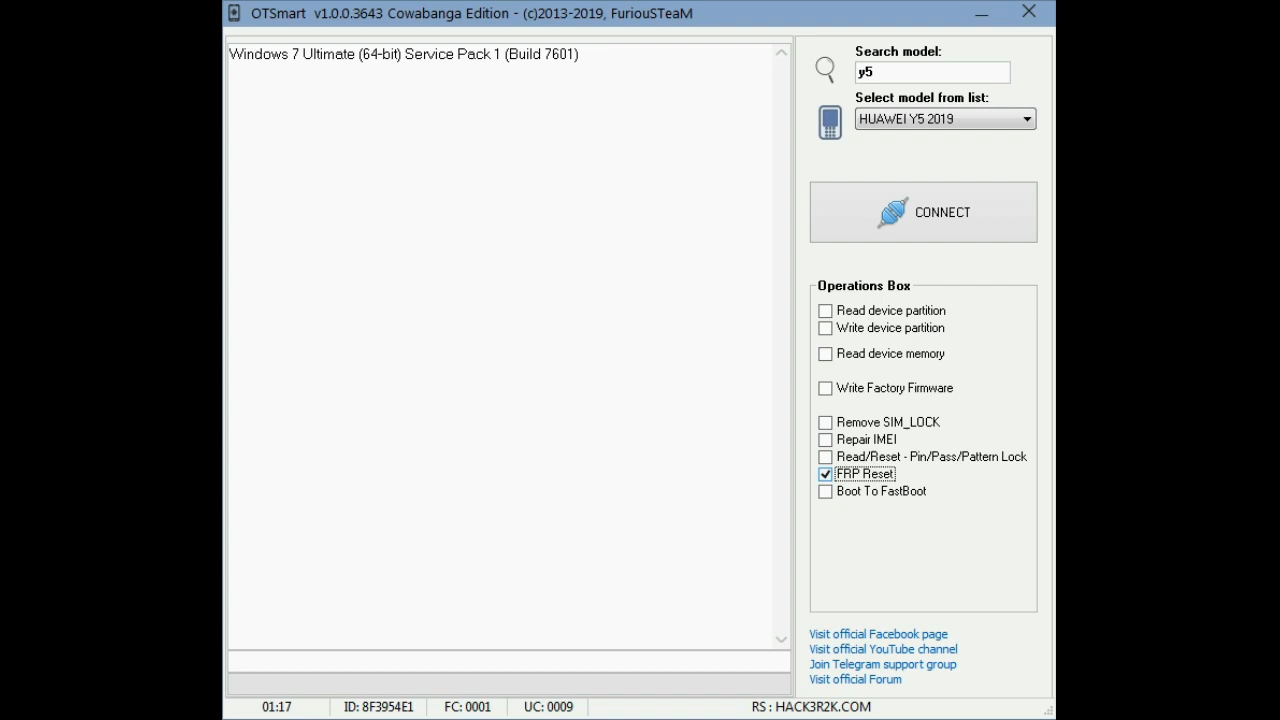 OTSmart v1.0.0.3643 Cowabanga Edition - (c)2013-2019, FuriouSTeaM
Windows 7 Ultimate (64-bit) Service Pack 1 (Build 7601)
Search model:
y5
Select model from list:
HUAWEI Y5 2019
CONNECT
Operations Box
Read device partition
Write device partition
Read device memory
Write Factory Firmware
Remove SIM_LOCK
Repair IMEI
Read/Reset - Pin/Pass/Pattern Lock
FRP Reset
Boot To FastBoot
Visit official Facebook page
Visit official YouTube channel
Join Telegram support group
Visit official Forum
01:17 ID: 8F3954E1 FC: 0001 UC: 0009 RS : HACK3R2K.COM